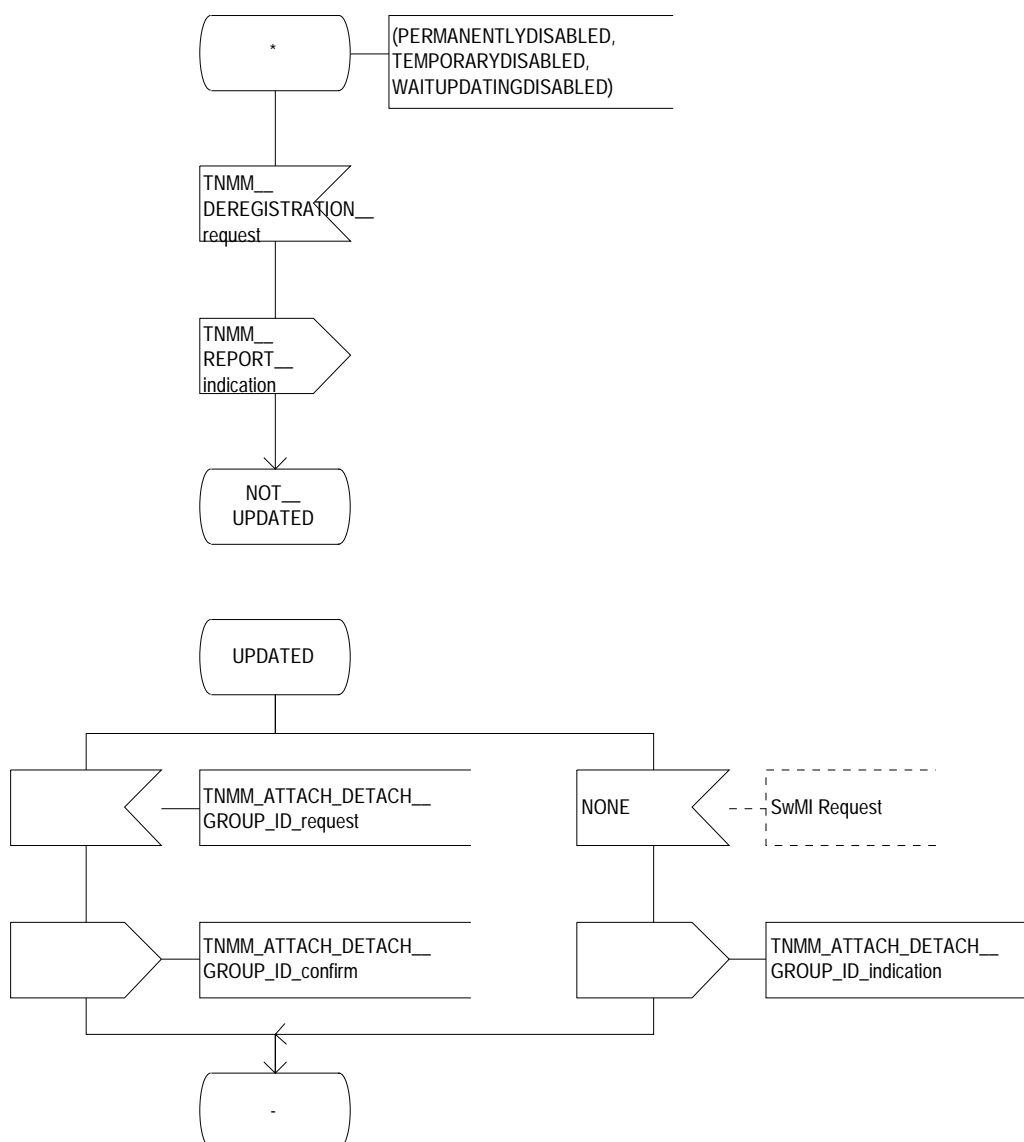 *
(PERMANENTLYDISABLED,
TEMPORARYDISABLED,
WAITUPDATINGDISABLED)
TNMM__
DEREGISTRATION__
request
TNMM__
REPORT__
indication
NOT__
UPDATED
UPDATED
TNMM_ATTACH_DETACH__
GROUP_ID_request
NONE
SwMI Request
TNMM_ATTACH_DETACH__
GROUP_ID_confirm
TNMM_ATTACH_DETACH__
GROUP_ID_indication
-